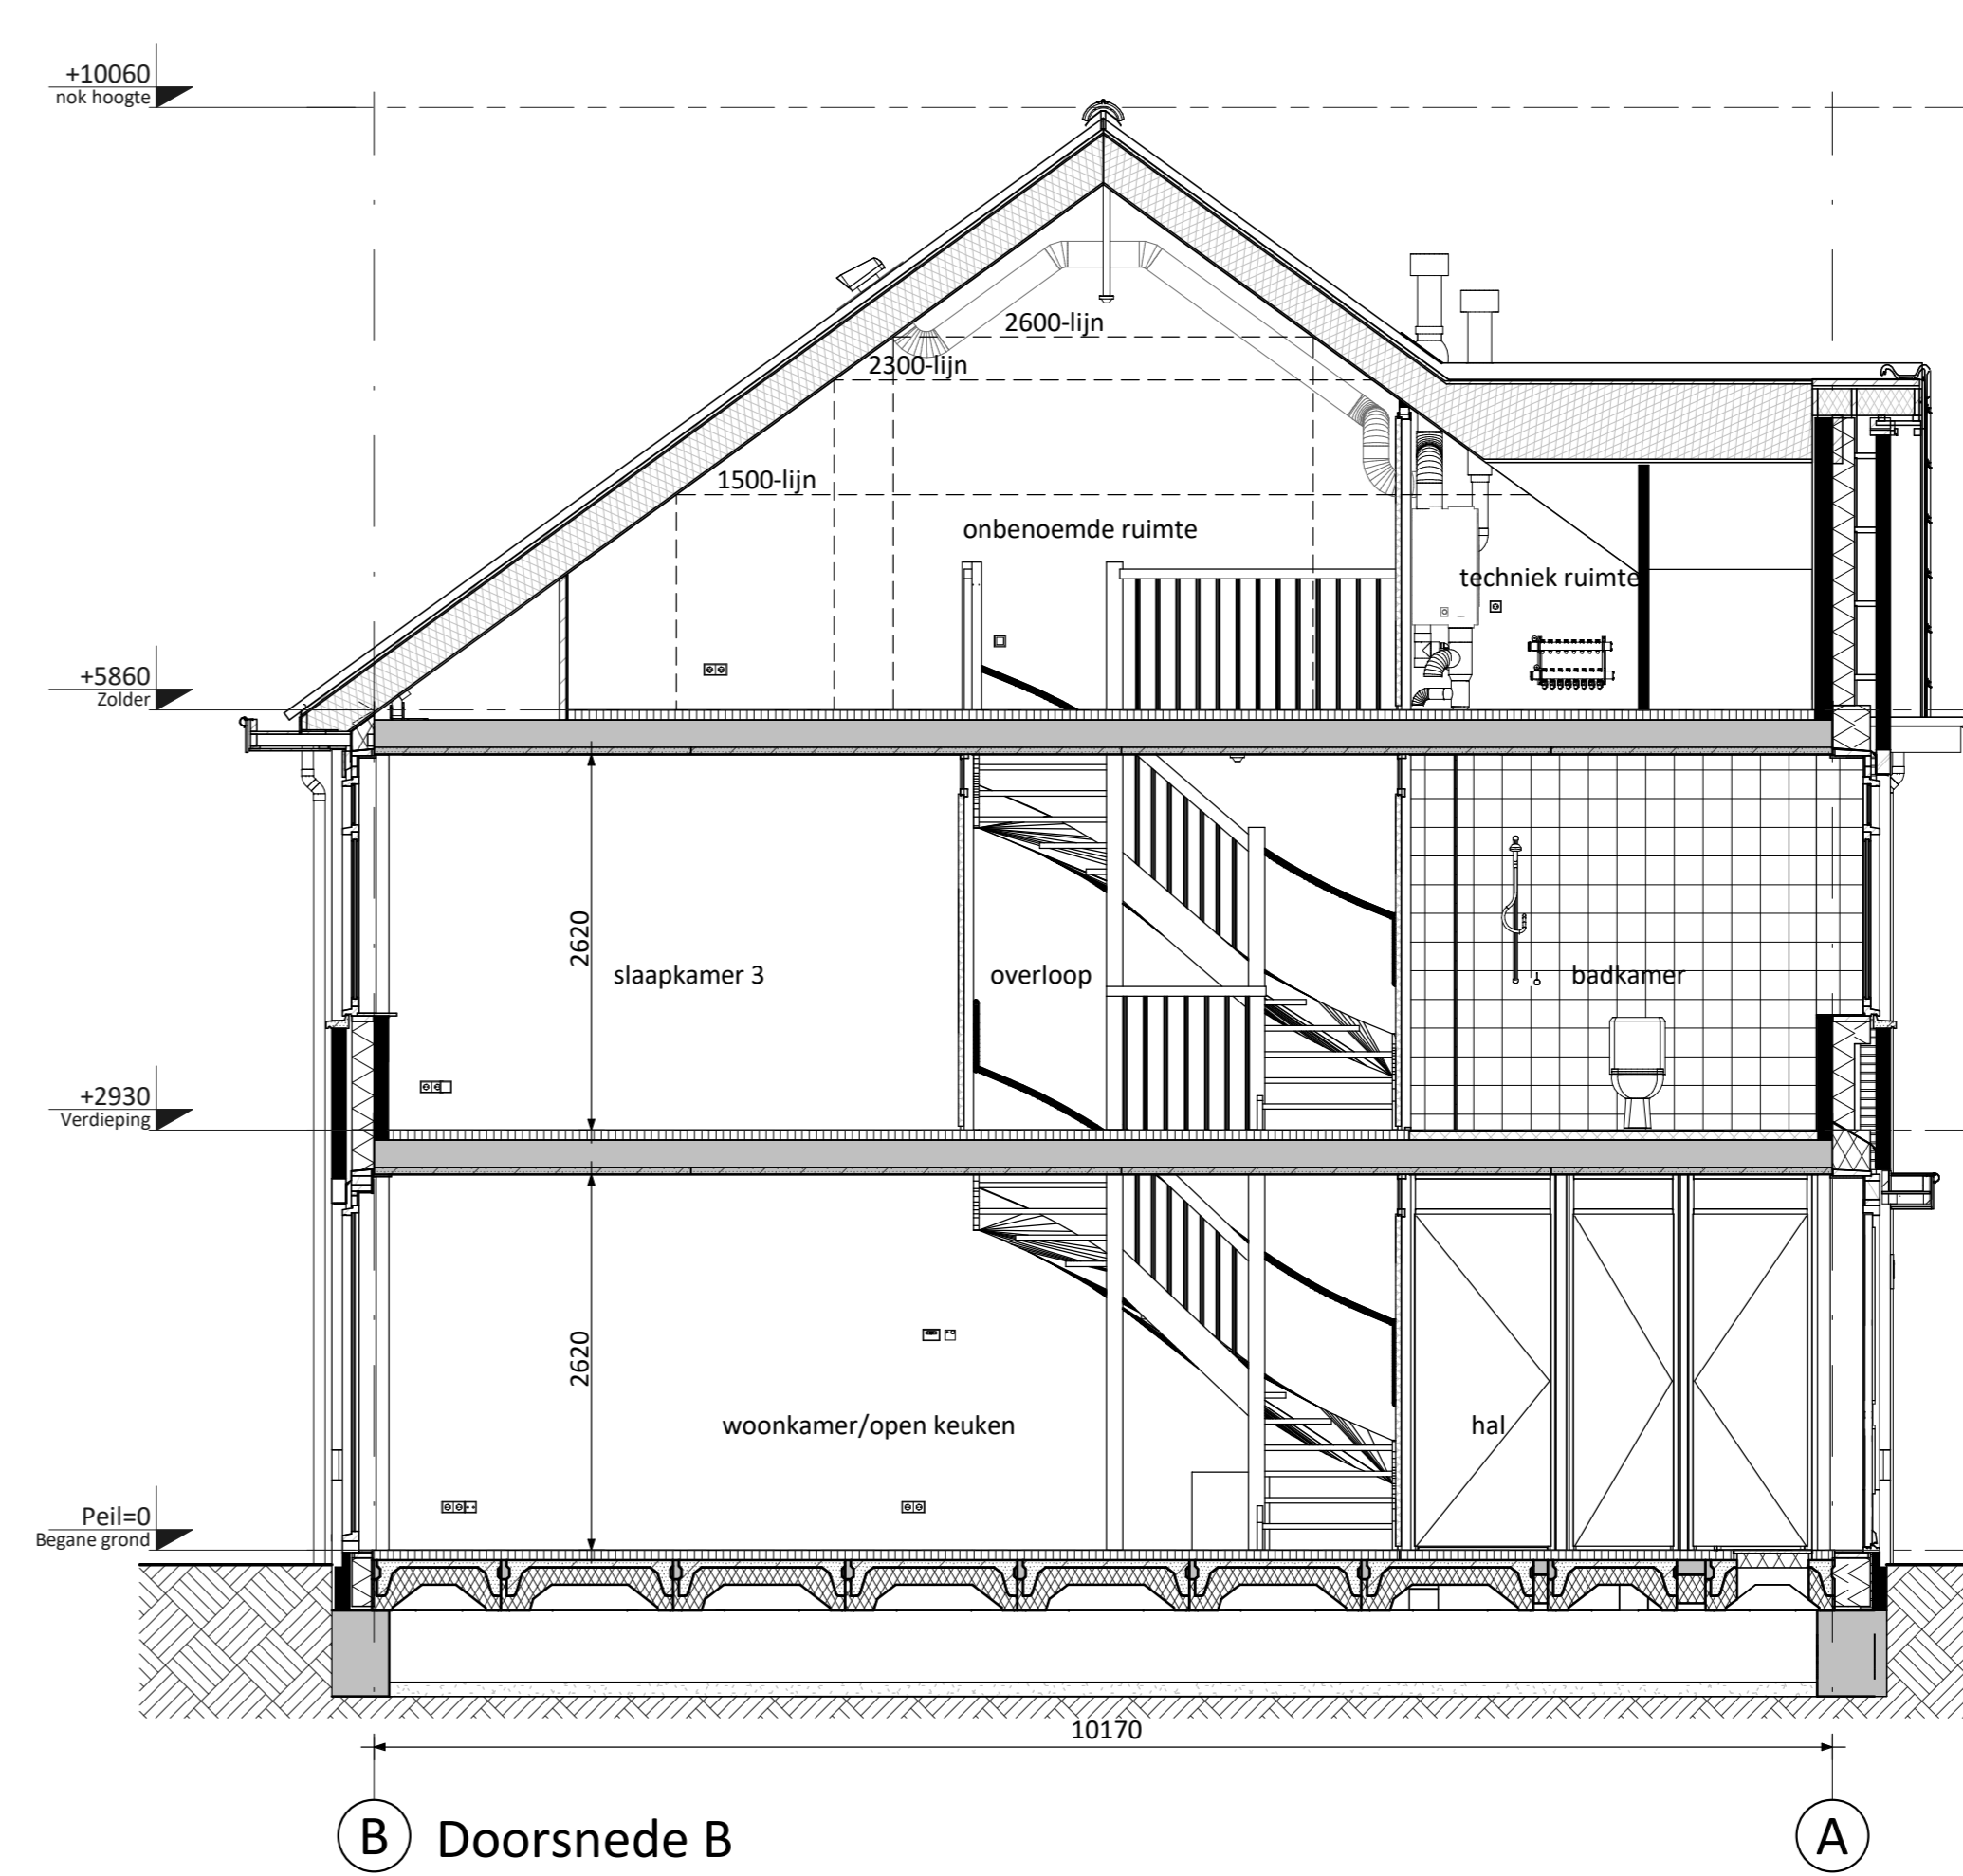 +10060
nok hoogte
2600-lijn
2300-lijn
1500-lijn
onbenoemde ruimte
techniek ruimte
+5860
Zolder
2620
slaapkamer 3
overloop
badkamer
+2930
Verdieping
2620
woonkamer/open keuken
hal
Peil=0
Begane grond
10170
B
Doorsnede B
A